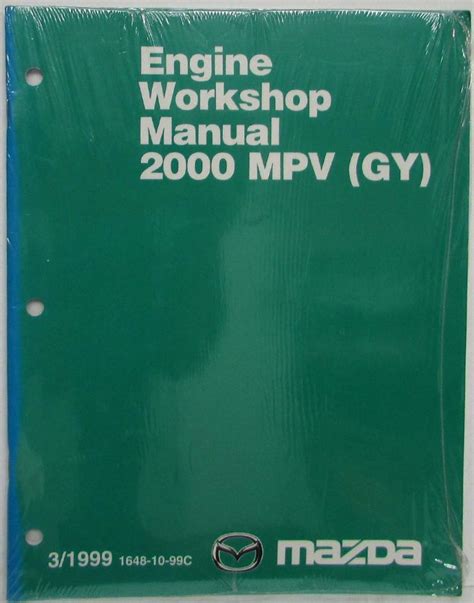 Engine
Workshop
Manual
2000 MPV (GY)
3/1999 1648-10-99C mazda